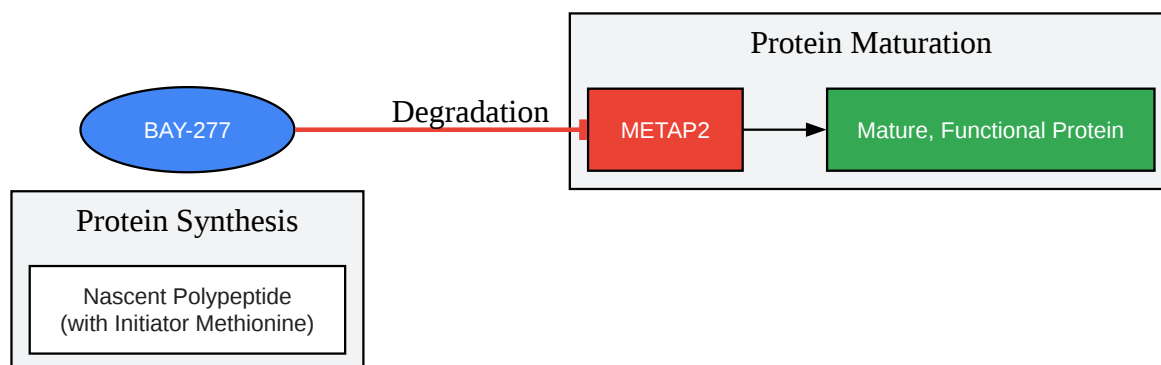 Protein Maturation
BAY-277
Degradation
METAP2
Mature, Functional Protein
Protein Synthesis
Nascent Polypeptide
(with Initiator Methionine)